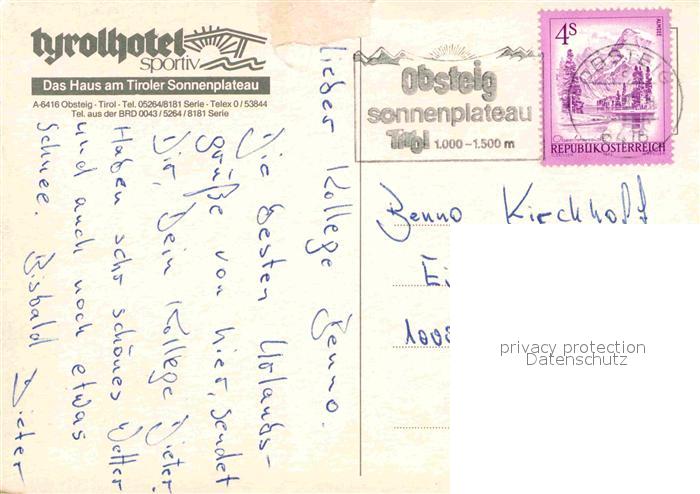 tyrolhotel
sportiv
Das Haus am Tiroler Sonnenplateau
A-6416 Obsteig - Tirol - Tel. 05264/8181 Serie - Telex 0 / 53844
Tel. aus der BRD 0043 / 5264 / 8181 Serie
Obsteig
sonnenplateau
Tirol 1.000 – 1.500 m
OBSTEIG
6416
4S
ALMSEE
REPUBLIK ÖSTERREICH
lieber Kollege Benno.
Die besten Urlaubs-
grüße von hier, sendet
Dir, Dein Kollege Dieter.
Haben sehr schönes Wetter
und auch noch etwas
Schnee. Bisbald Dieter
Benno Kirchhoff
privacy protection
Datenschutz